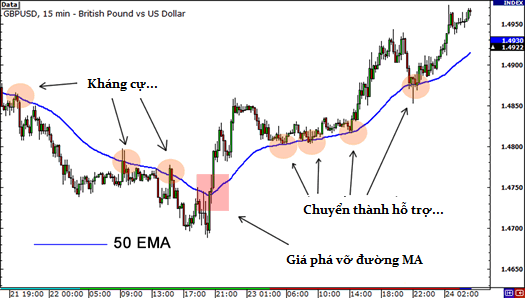 Data
GBPUSD, 15 min - British Pound vs US Dollar
INDEX
1.4950
1.4930
1.4922
1.4900
1.4850
1.4800
1.4750
1.4700
1.4650
Kháng cự...
Chuyển thành hỗ trợ...
Giá phá vỡ đường MA
50 EMA
21 19:00 22 00:00 09:00 13:00 17:00 21:00 23 01:00 06:00 10:00 14:00 18:00 22:00 24 02:00